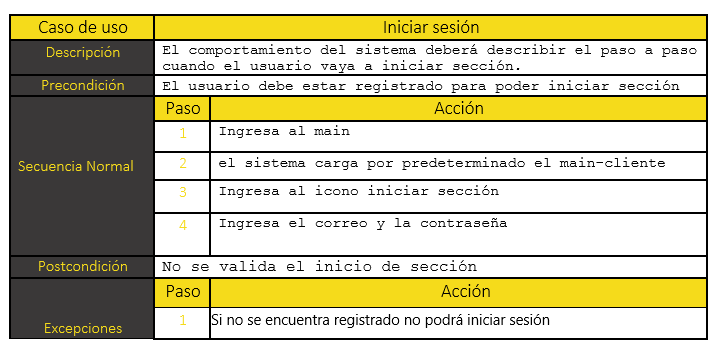 Caso de uso Iniciar sesión
Descripción El comportamiento del sistema deberá describir el paso a paso
cuando el usuario vaya a iniciar sección.
Precondición El usuario debe estar registrado para poder iniciar sección
Secuencia Normal Paso Acción
1 Ingresa al main
2 el sistema carga por predeterminado el main-cliente
3 Ingresa al icono iniciar sección
4 Ingresa el correo y la contraseña
Postcondición No se valida el inicio de sección
Excepciones Paso Acción
1 Si no se encuentra registrado no podrá iniciar sesión